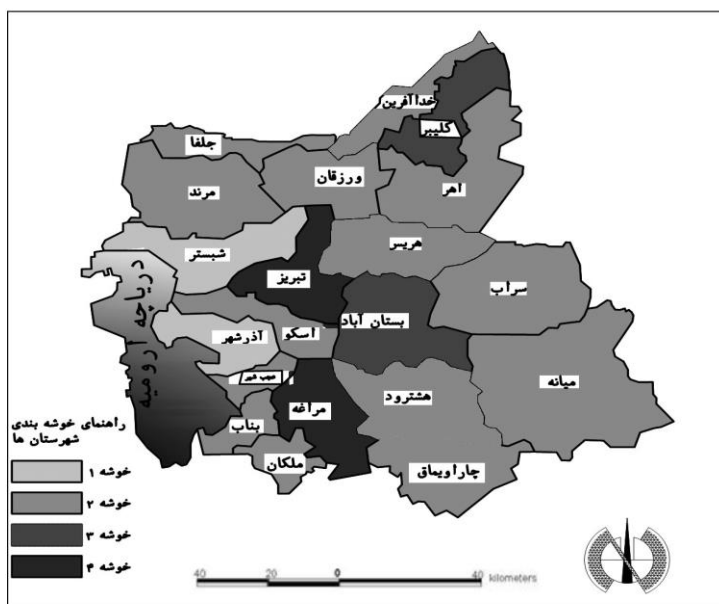 خداآفرین
کلیبر
جلفا
ورزقان
اهر
مرند
هریس
شبستر
تبریز
سراب
دریاچه ارومیه
اسکو
بستان آباد
آذرشهر
عجب شیر
میانه
هشترود
مراغه
بناب
ملکان
چاراویماق
راهنمای خوشه بندی
شهرستان ها
خوشه ۱
خوشه ۲
خوشه ۳
خوشه ۴
40 20 0 40 kilometers